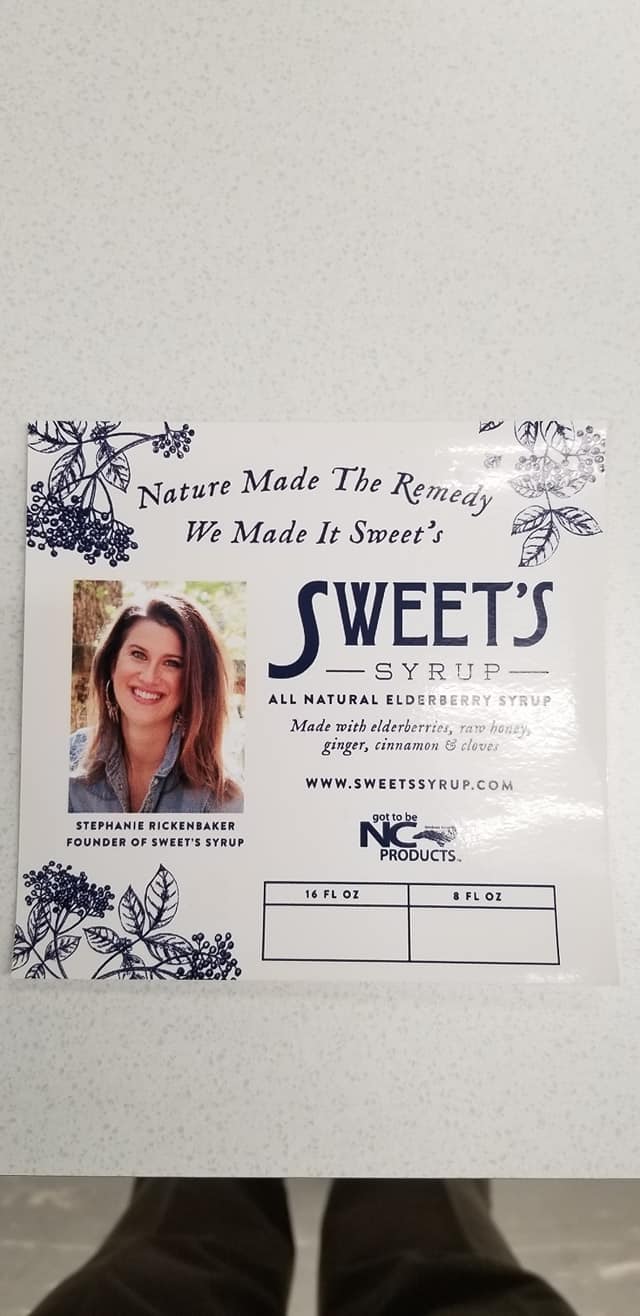 Nature Made The Remedy
We Made It Sweet's
SWEET'S
SYRUP
ALL NATURAL ELDERBERRY SYRUP
Made with elderberries, raw honey,
ginger, cinnamon & cloves
WWW.SWEETSSYRUP.COM
STEPHANIE RICKENBAKER
FOUNDER OF SWEET'S SYRUP
got to be
NC
PRODUCTS
16 FL OZ
8 FL OZ